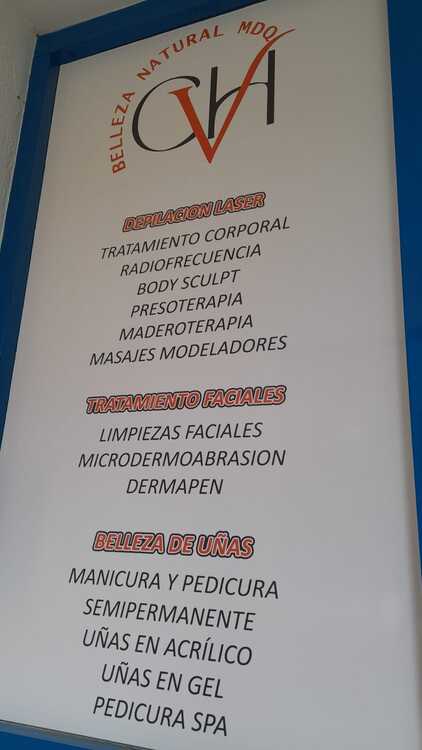 BELLEZA NATURAL MDQ
CVH
DEPILACION LASER
TRATAMIENTO CORPORAL
RADIOFRECUENCIA
BODY SCULPT
PRESOTERAPIA
MADEROTERAPIA
MASAJES MODELADORES
TRATAMIENTO FACIALES
LIMPIEZAS FACIALES
MICRODERMOABRASION
DERMAPEN
BELLEZA DE UÑAS
MANICURA Y PEDICURA
SEMIPERMANENTE
UÑAS EN ACRÍLICO
UÑAS EN GEL
PEDICURA SPA